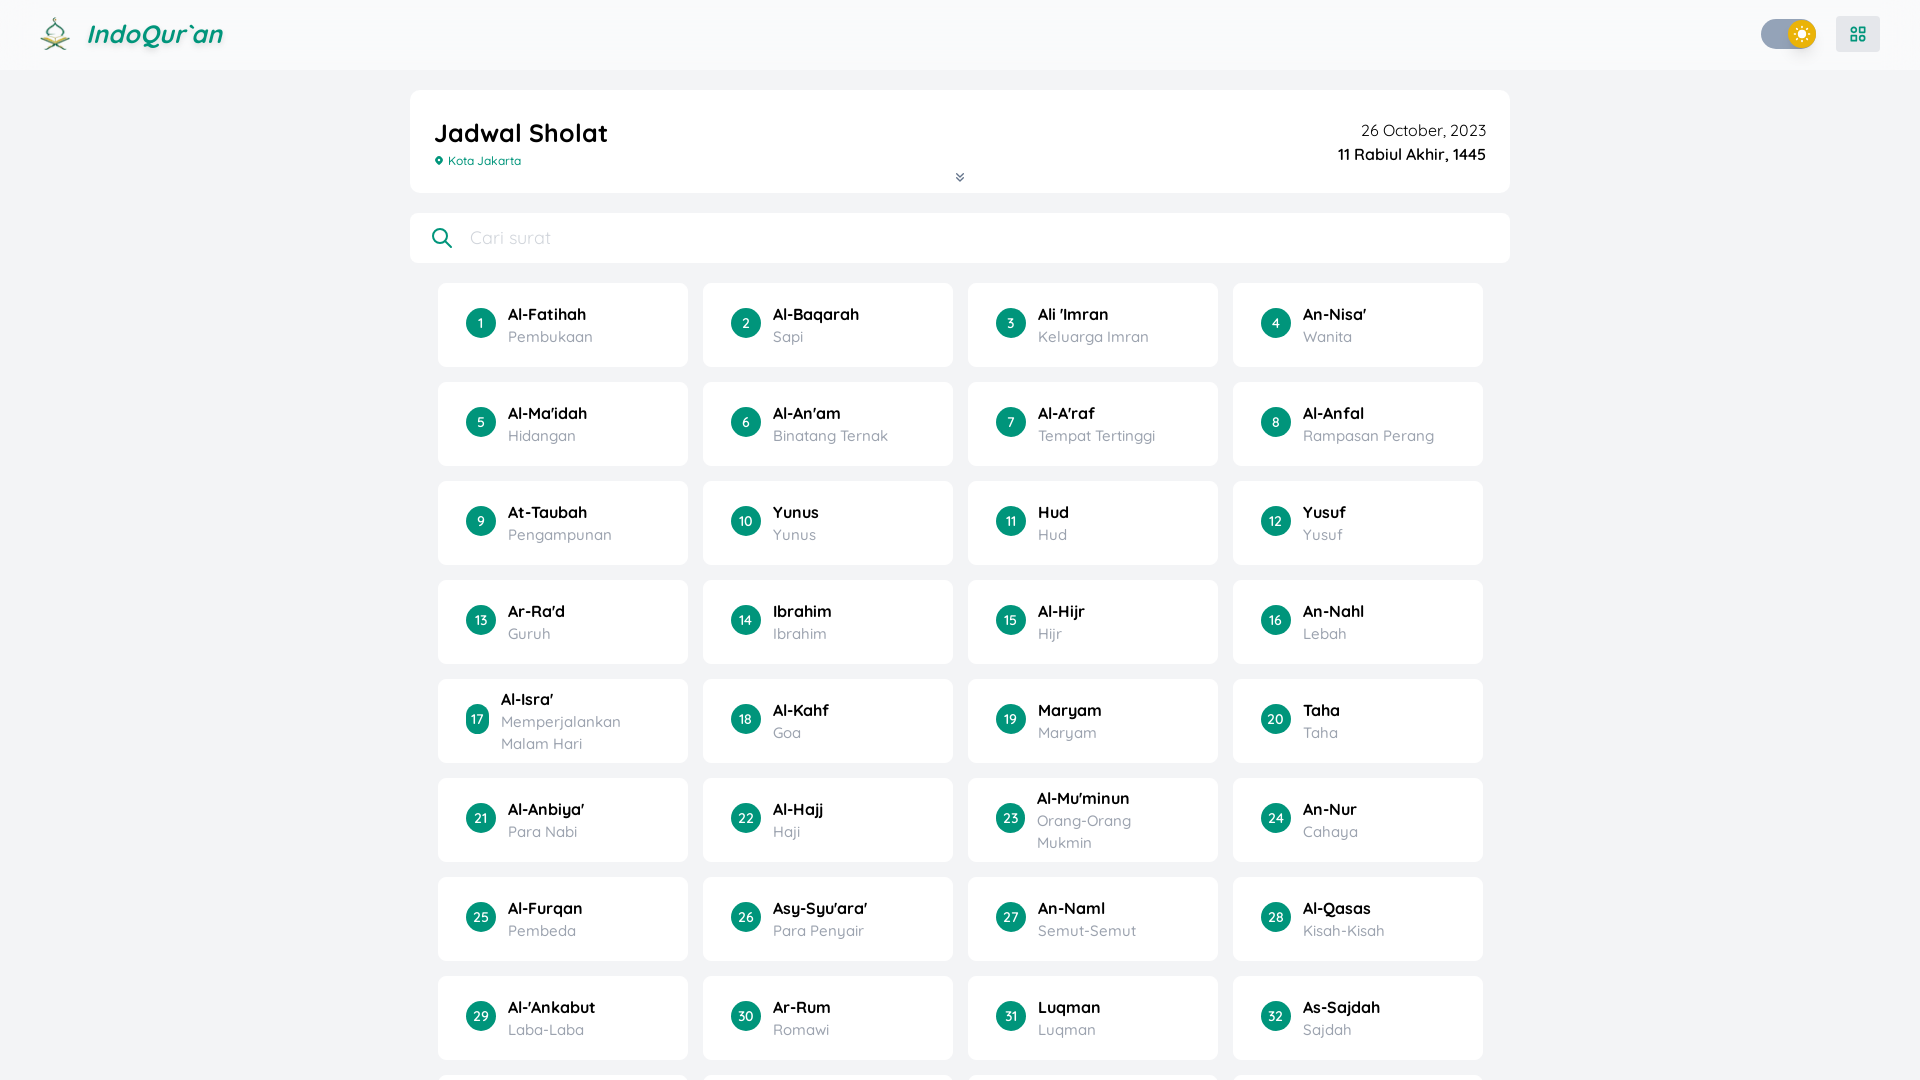 IndoQur`an
Jadwal Sholat
Kota Jakarta
26 October, 2023
11 Rabiul Akhir, 1445
Cari surat
1
Al-Fatihah
Pembukaan
2
Al-Baqarah
Sapi
3
Ali 'Imran
Keluarga Imran
4
An-Nisa'
Wanita
5
Al-Ma'idah
Hidangan
6
Al-An'am
Binatang Ternak
7
Al-A'raf
Tempat Tertinggi
8
Al-Anfal
Rampasan Perang
9
At-Taubah
Pengampunan
10
Yunus
Yunus
11
Hud
Hud
12
Yusuf
Yusuf
13
Ar-Ra'd
Guruh
14
Ibrahim
Ibrahim
15
Al-Hijr
Hijr
16
An-Nahl
Lebah
17
Al-Isra'
Memperjalankan
Malam Hari
18
Al-Kahf
Goa
19
Maryam
Maryam
20
Taha
Taha
21
Al-Anbiya'
Para Nabi
22
Al-Hajj
Haji
23
Al-Mu'minun
Orang-Orang
Mukmin
24
An-Nur
Cahaya
25
Al-Furqan
Pembeda
26
Asy-Syu'ara'
Para Penyair
27
An-Naml
Semut-Semut
28
Al-Qasas
Kisah-Kisah
29
Al-'Ankabut
Laba-Laba
30
Ar-Rum
Romawi
31
Luqman
Luqman
32
As-Sajdah
Sajdah